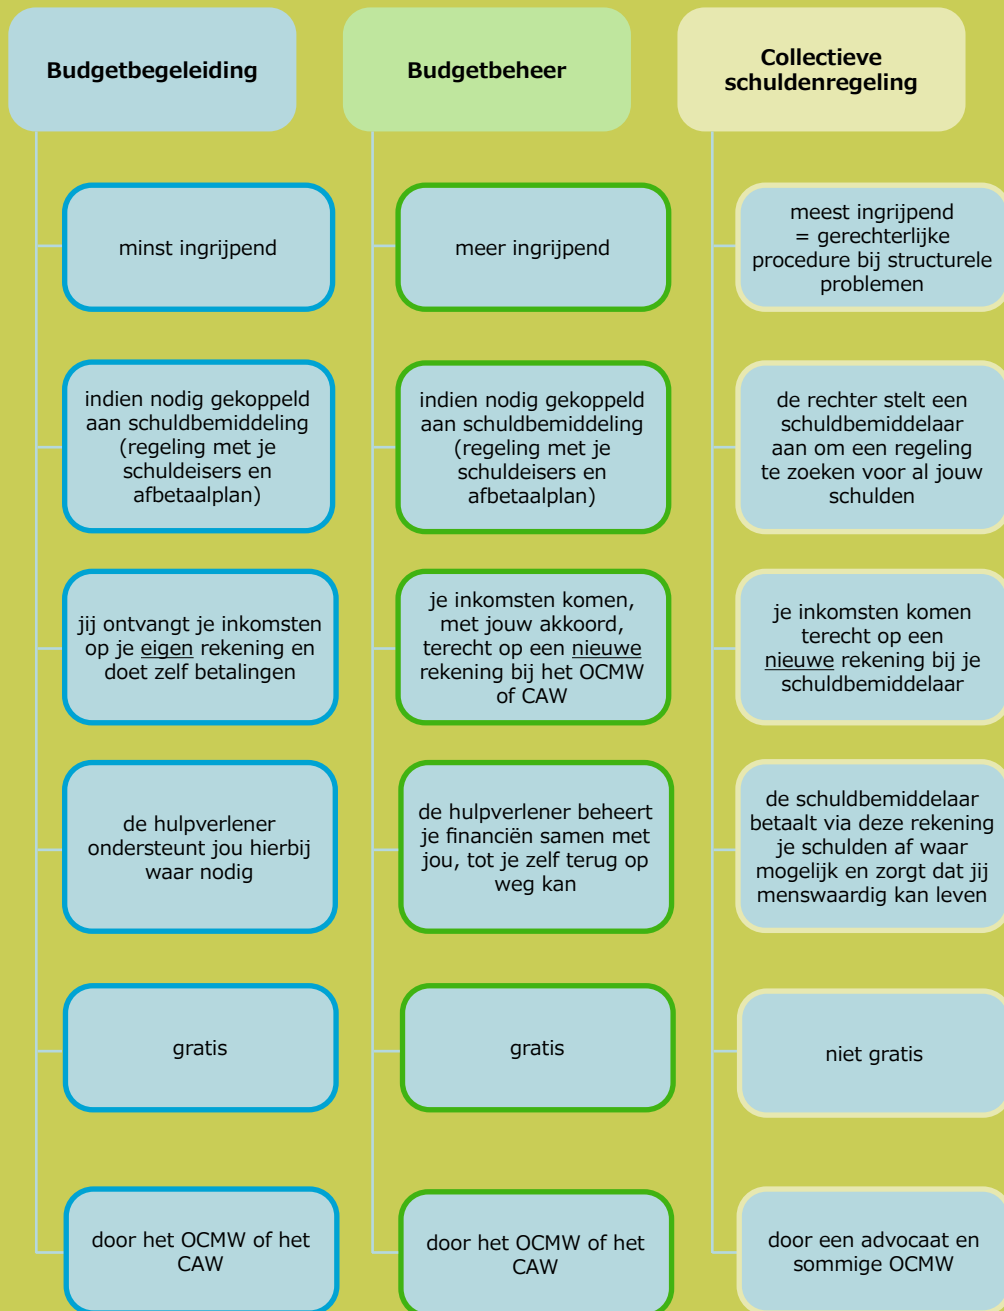 Budgetbegeleiding
minst ingrijpend
indien nodig gekoppeld
aan schuldbemiddeling
(regeling met je
schuldeisers en
afbetaalplan)
jij ontvangt je inkomsten
op je eigen rekening en
doet zelf betalingen
de hulpverlener
ondersteunt jou hierbij
waar nodig
gratis
door het OCMW of het
CAW
Budgetbeheer
meer ingrijpend
indien nodig gekoppeld
aan schuldbemiddeling
(regeling met je
schuldeisers en
afbetaalplan)
je inkomsten komen,
met jouw akkoord,
terecht op een nieuwe
rekening bij het OCMW
of CAW
de hulpverlener beheert
je financiën samen met
jou, tot je zelf terug op
weg kan
gratis
door het OCMW of het
CAW
Collectieve
schuldenregeling
meest ingrijpend
= gerechterlijke
procedure bij structurele
problemen
de rechter stelt een
schuldbemiddelaar
aan om een regeling
te zoeken voor al jouw
schulden
je inkomsten komen
terecht op een
nieuwe rekening bij je
schuldbemiddelaar
de schuldbemiddelaar
betaalt via deze rekening
je schulden af waar
mogelijk en zorgt dat jij
menswaardig kan leven
niet gratis
door een advocaat en
sommige OCMW